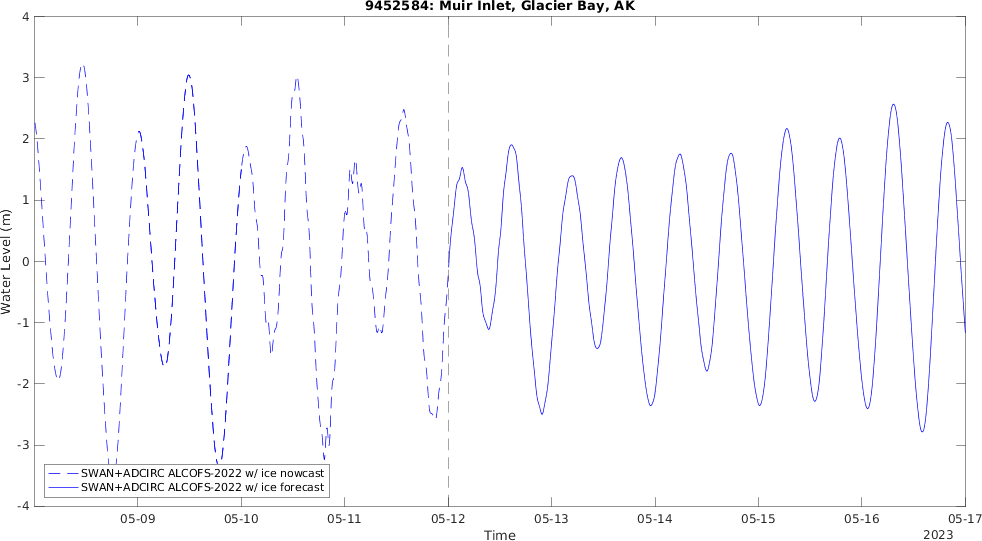 9452584: Muir Inlet, Glacier Bay, AK
4
3
2
1
0
-1
-2
-3
-4
Water Level (m)
SWAN+ADCIRC ALCOFS-2022 w/ ice nowcast
SWAN+ADCIRC ALCOFS-2022 w/ ice forecast
05-09 05-10 05-11 05-12 05-13 05-14 05-15 05-16 05-17
Time
2023